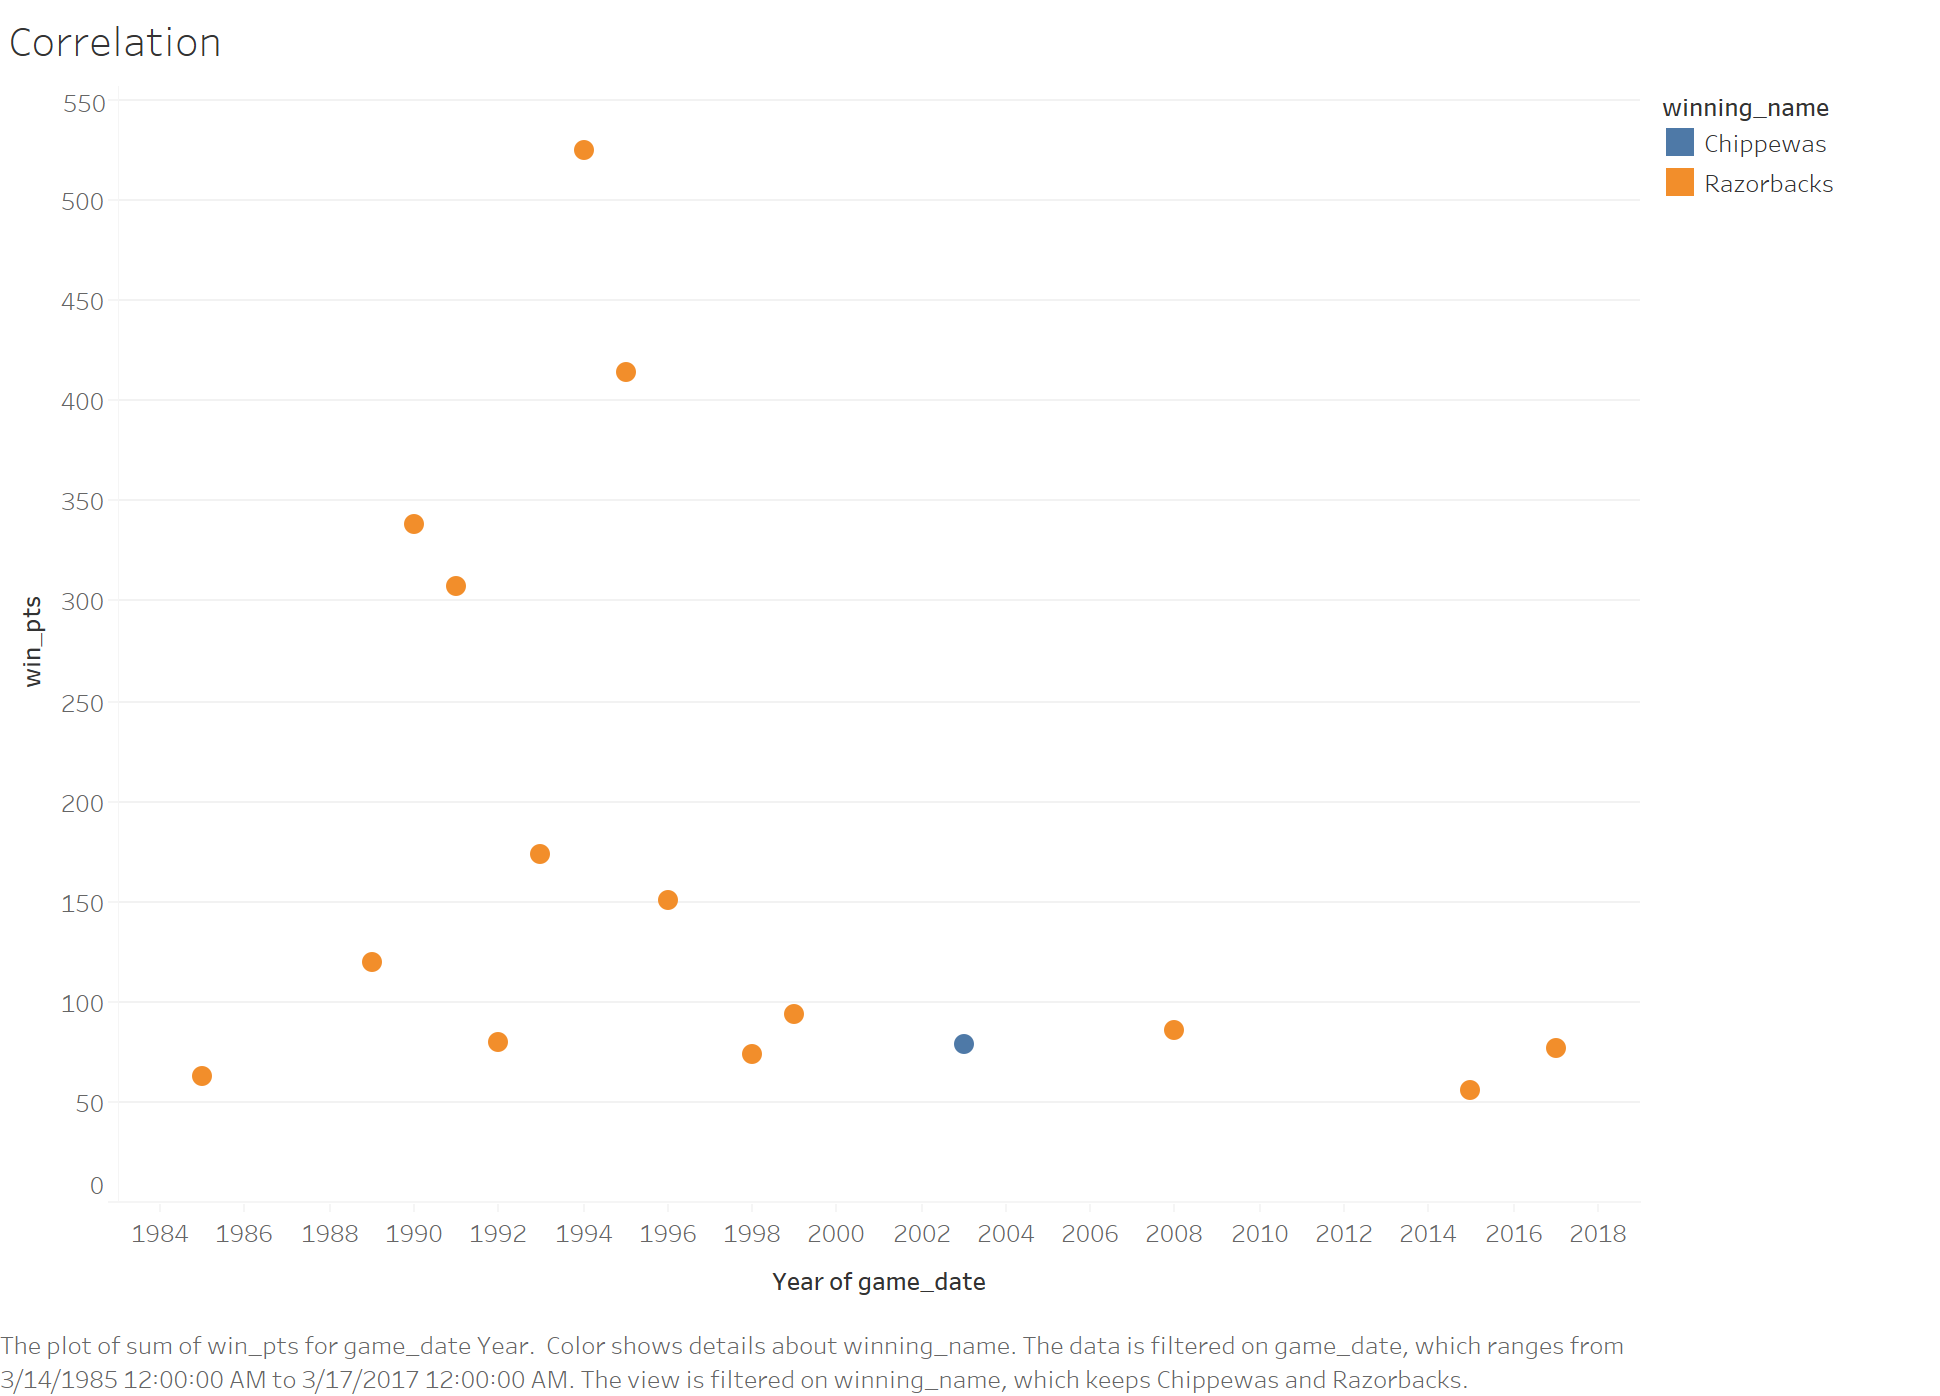 Correlation
550
500
450
400
350
300
250
200
150
100
50
0
win_pts
1984 1986 1988 1990 1992 1994 1996 1998 2000 2002 2004 2006 2008 2010 2012 2014 2016 2018
Year of game_date
winning_name
Chippewas
Razorbacks
The plot of sum of win_pts for game_date Year.  Color shows details about winning_name. The data is filtered on game_date, which ranges from
3/14/1985 12:00:00 AM to 3/17/2017 12:00:00 AM. The view is filtered on winning_name, which keeps Chippewas and Razorbacks.